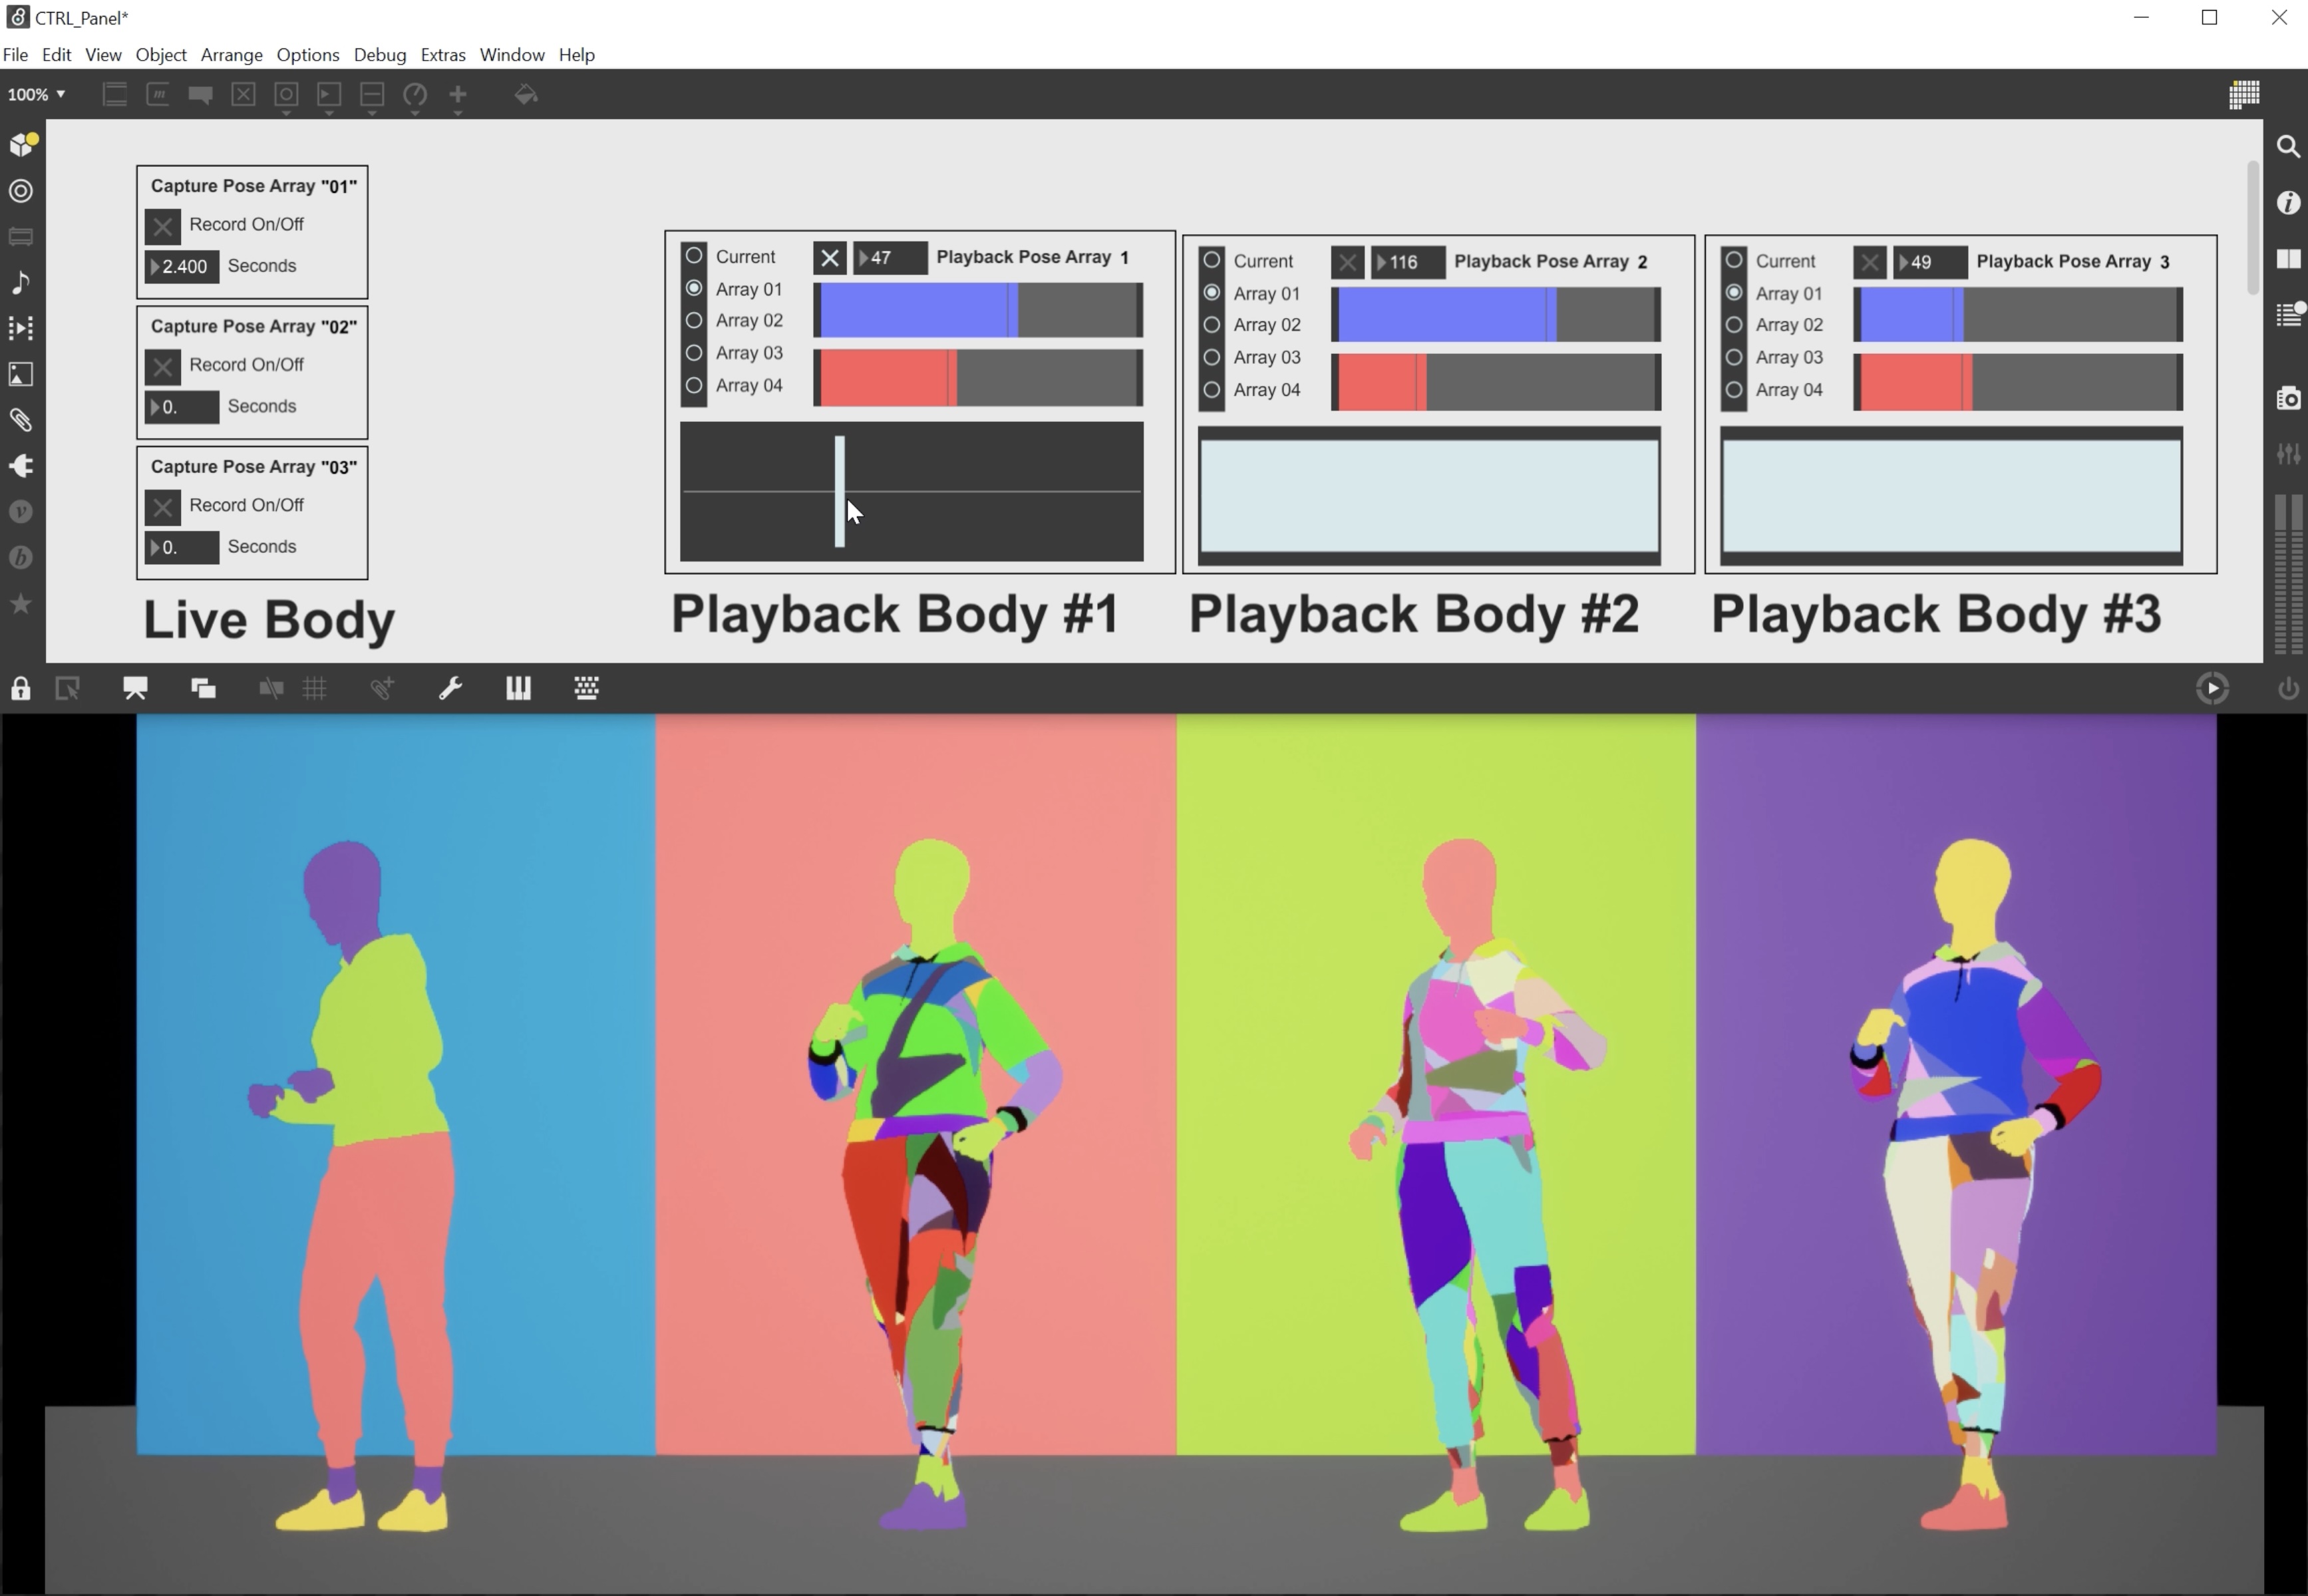 CTRL_Panel*
File Edit View Object Arrange Options Debug Extras Window Help
100%
Capture Pose Array "01"
Record On/Off
2.400 Seconds
Capture Pose Array "02"
Record On/Off
0. Seconds
Capture Pose Array "03"
Record On/Off
0. Seconds
Live Body
Current
Array 01
Array 02
Array 03
Array 04
47 Playback Pose Array 1
Playback Body #1
Current
Array 01
Array 02
Array 03
Array 04
116 Playback Pose Array 2
Playback Body #2
Current
Array 01
Array 02
Array 03
Array 04
49 Playback Pose Array 3
Playback Body #3